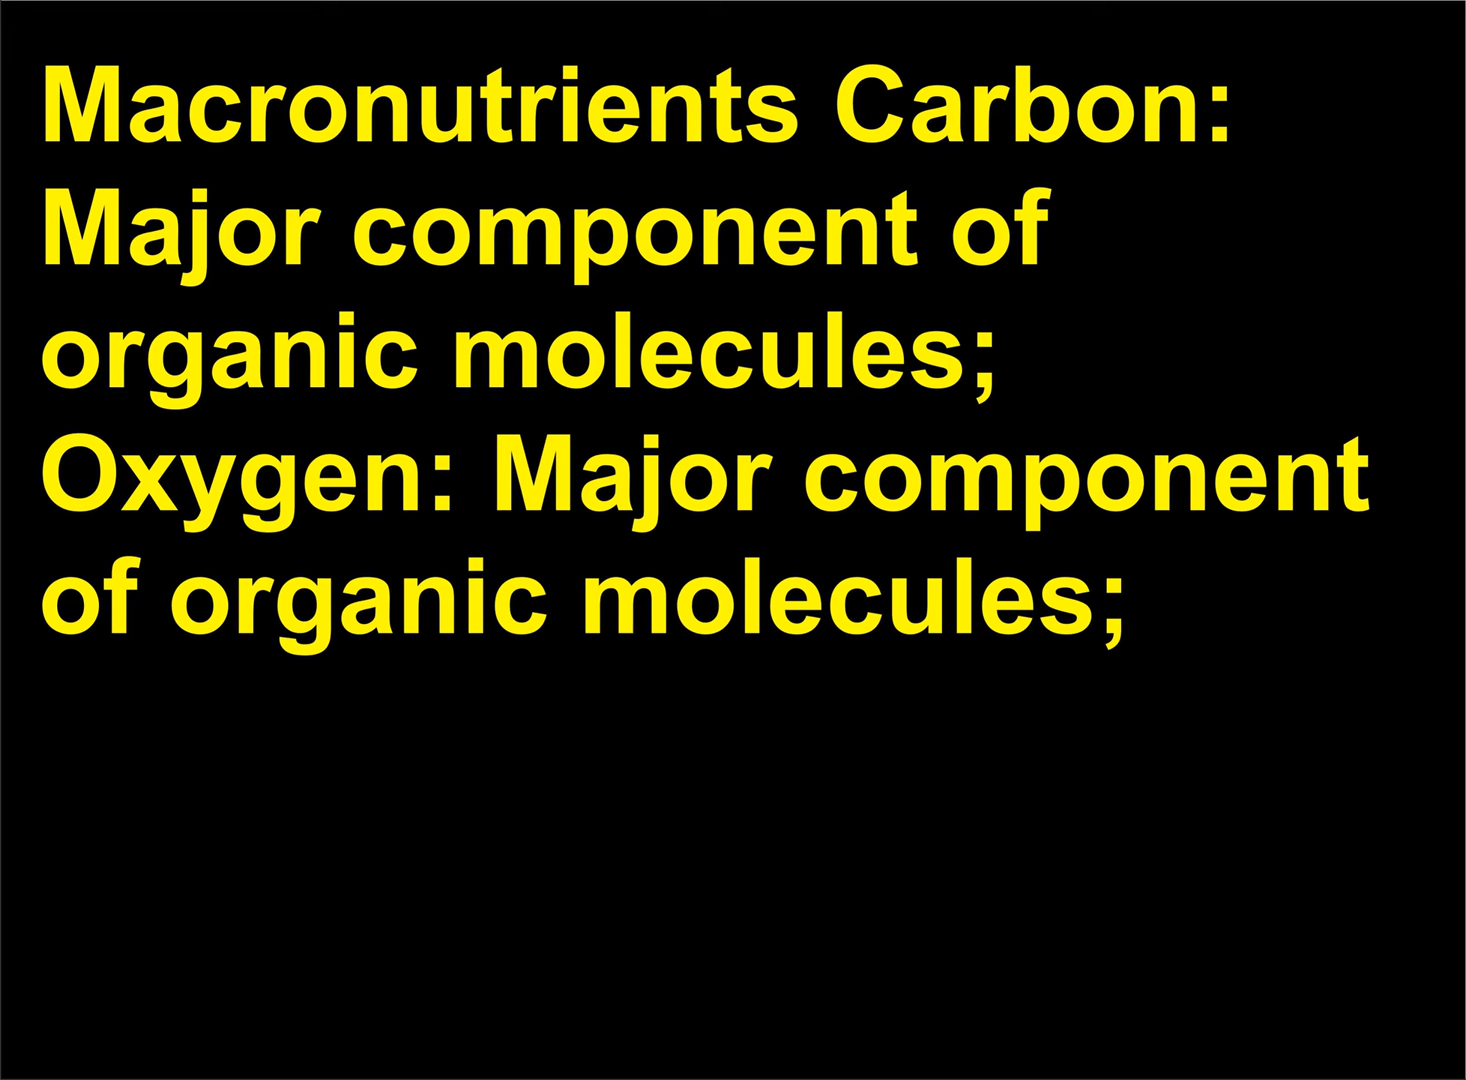 Macronutrients Carbon:
Major component of
organic molecules;
Oxygen: Major component
of organic molecules;